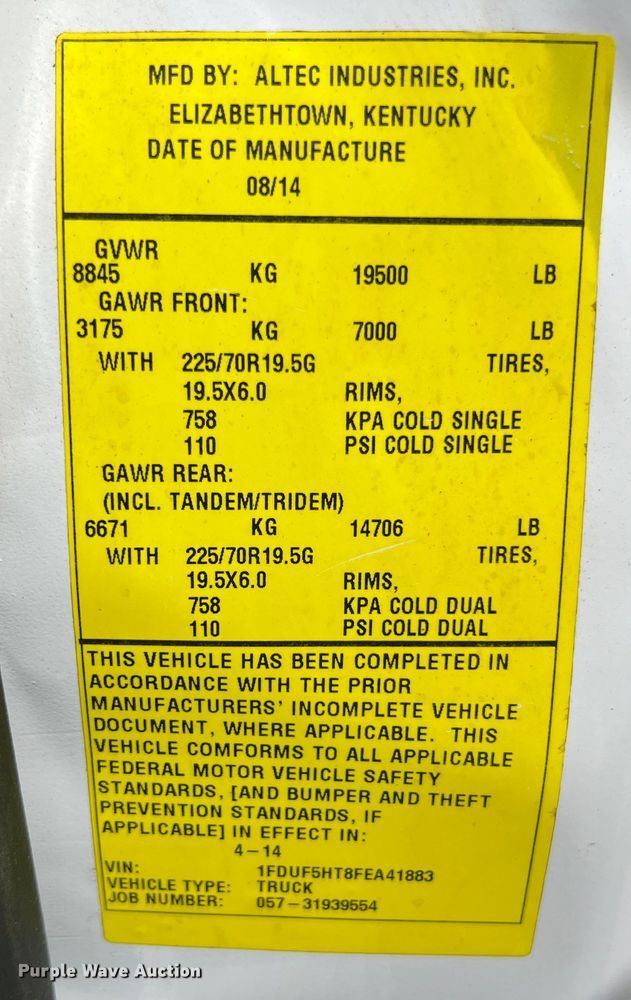 MFD BY: ALTEC INDUSTRIES, INC.
ELIZABETHTOWN, KENTUCKY
DATE OF MANUFACTURE
08/14
GVWR
8845 KG 19500 LB
GAWR FRONT:
3175 KG 7000 LB
WITH 225/70R19.5G TIRES,
19.5X6.0 RIMS,
758 KPA COLD SINGLE
110 PSI COLD SINGLE
GAWR REAR:
(INCL. TANDEM/TRIDEM)
6671 KG 14706 LB
WITH 225/70R19.5G TIRES,
19.5X6.0 RIMS,
758 KPA COLD DUAL
110 PSI COLD DUAL
THIS VEHICLE HAS BEEN COMPLETED IN
ACCORDANCE WITH THE PRIOR
MANUFACTURERS' INCOMPLETE VEHICLE
DOCUMENT, WHERE APPLICABLE. THIS
VEHICLE COMFORMS TO ALL APPLICABLE
FEDERAL MOTOR VEHICLE SAFETY
STANDARDS, [AND BUMPER AND THEFT
PREVENTION STANDARDS, IF
APPLICABLE] IN EFFECT IN:
4-14
VIN: 1FDUF5HT8FEA41883
VEHICLE TYPE: TRUCK
JOB NUMBER: 057-31939554
Purple Wave Auction